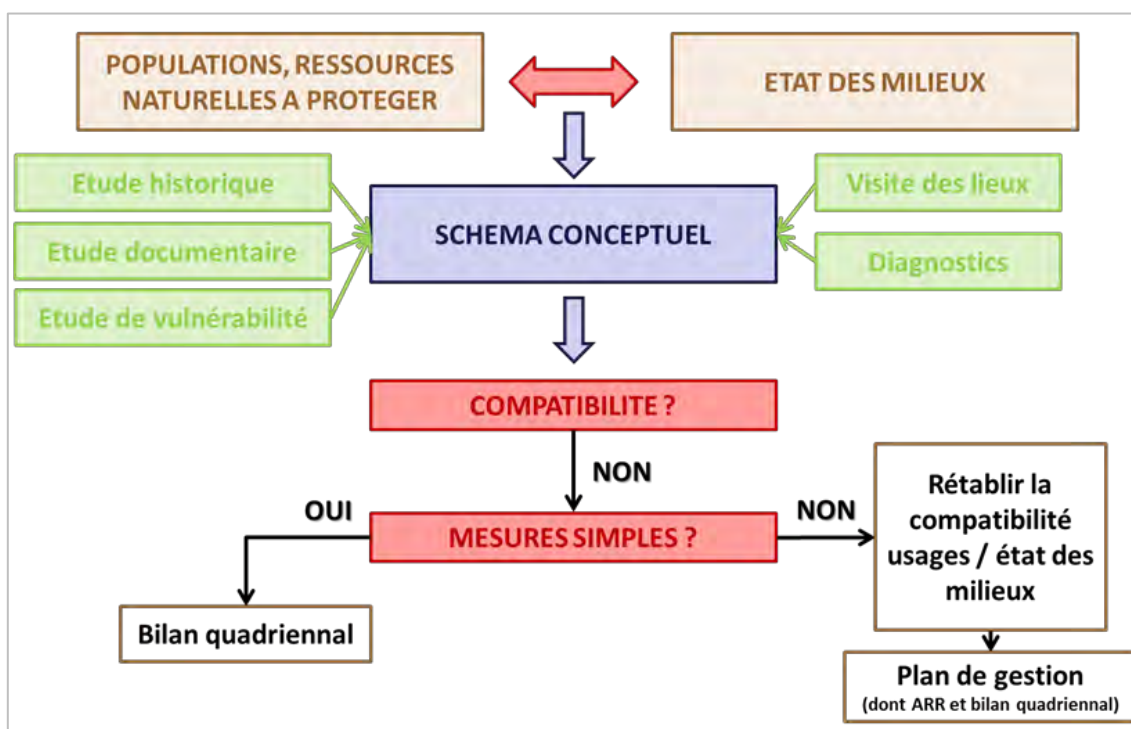 POPULATIONS, RESSOURCES
NATURELLES A PROTEGER
ETAT DES MILIEUX
Etude historique
Visite des lieux
SCHEMA CONCEPTUEL
Etude documentaire
Diagnostics
Etude de vulnérabilité
COMPATIBILITE ?
NON
OUI
MESURES SIMPLES ?
NON
Rétablir la
compatibilité
usages / état des
milieux
Bilan quadriennal
Plan de gestion
(dont ARR et bilan quadriennal)